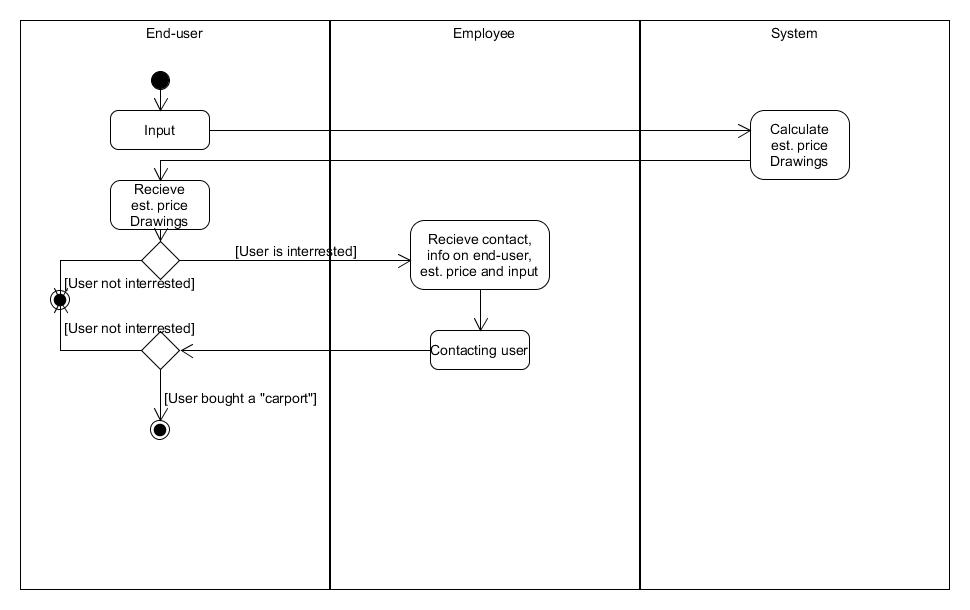 End-user
Employee
System
Input
Calculate
est. price
Drawings
Recieve
est. price
Drawings
[User is interrested]
Recieve contact,
info on end-user,
est. price and input
[User not interrested]
[User not interrested]
Contacting user
[User bought a "carport"]